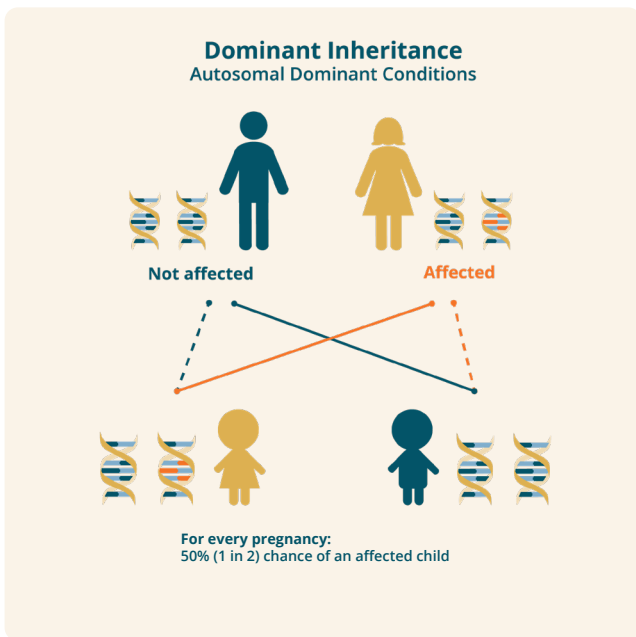 Dominant Inheritance
Autosomal Dominant Conditions
Not affected
Affected
For every pregnancy:
50% (1 in 2) chance of an affected child